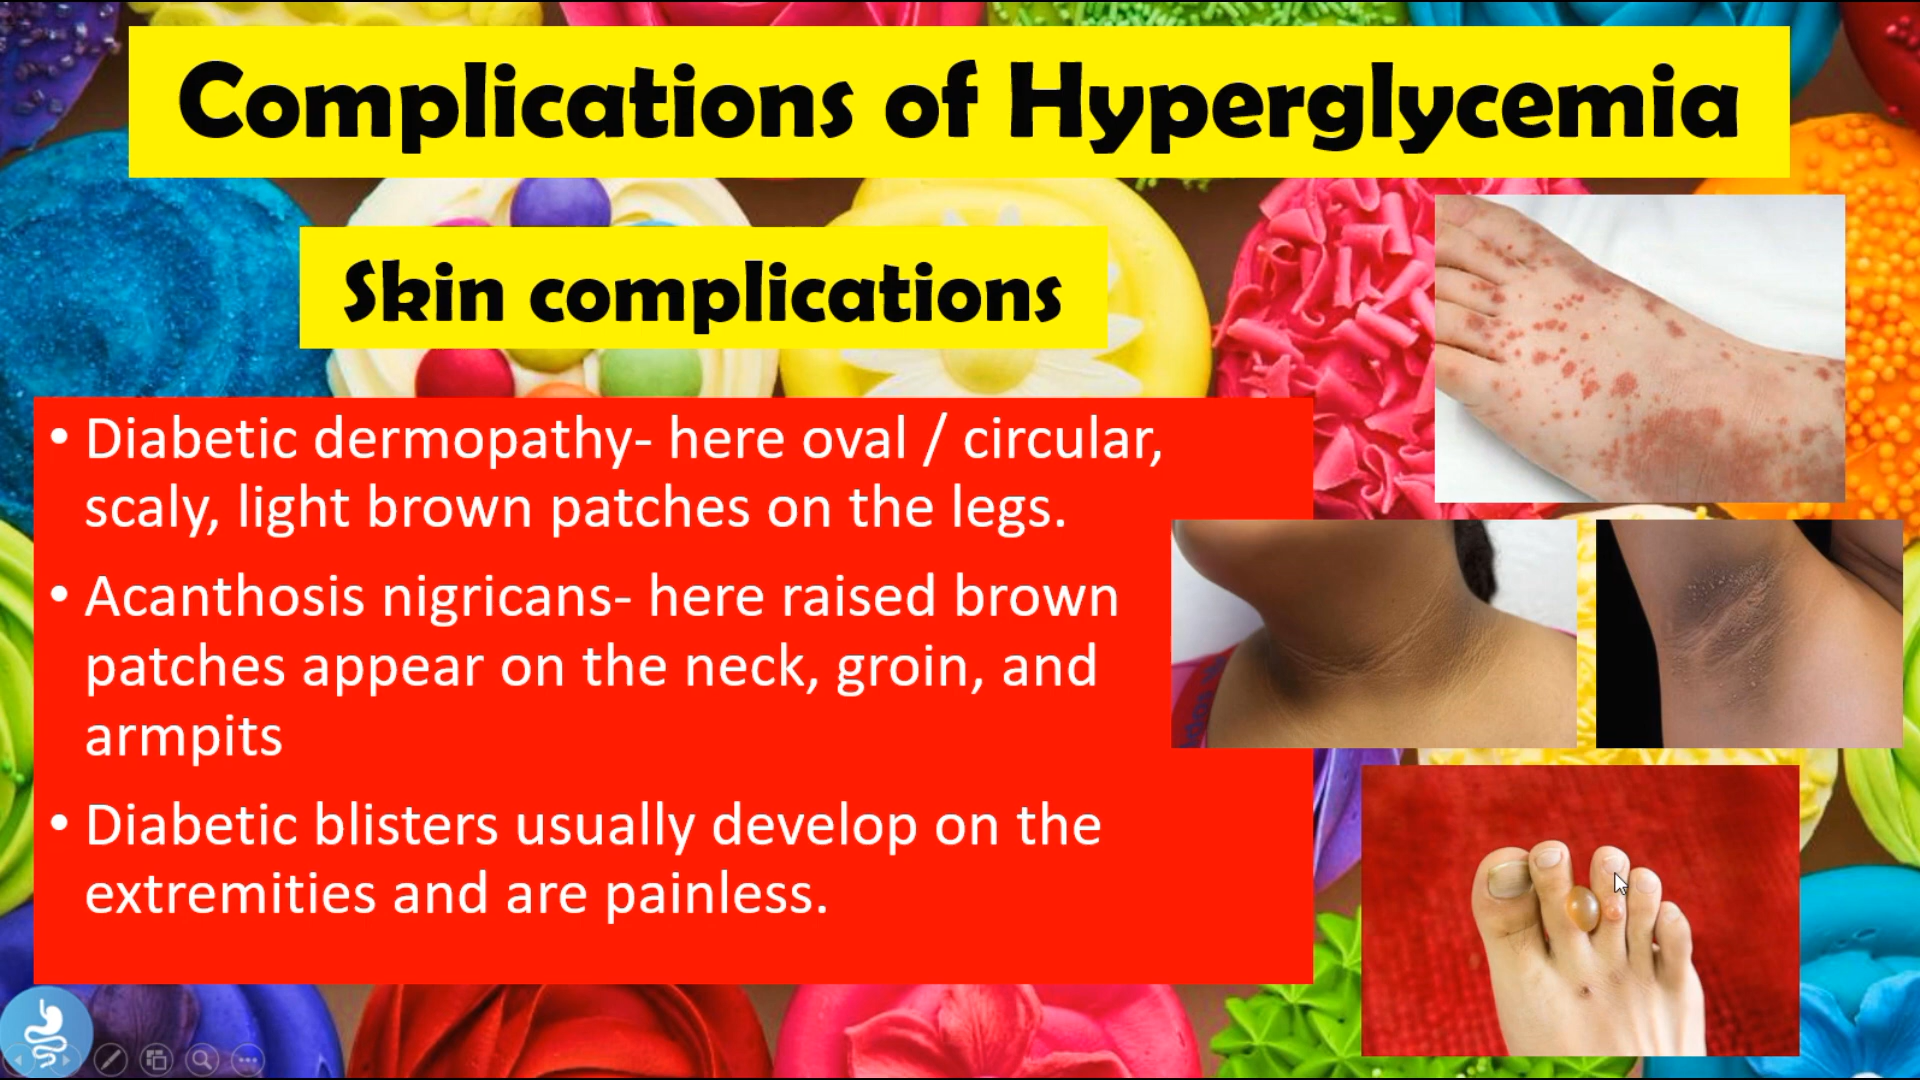 Complications of Hyperglycemia
Skin complications
• Diabetic dermopathy- here oval / circular,
scaly, light brown patches on the legs.
• Acanthosis nigricans- here raised brown
patches appear on the neck, groin, and
armpits
• Diabetic blisters usually develop on the
extremities and are painless.